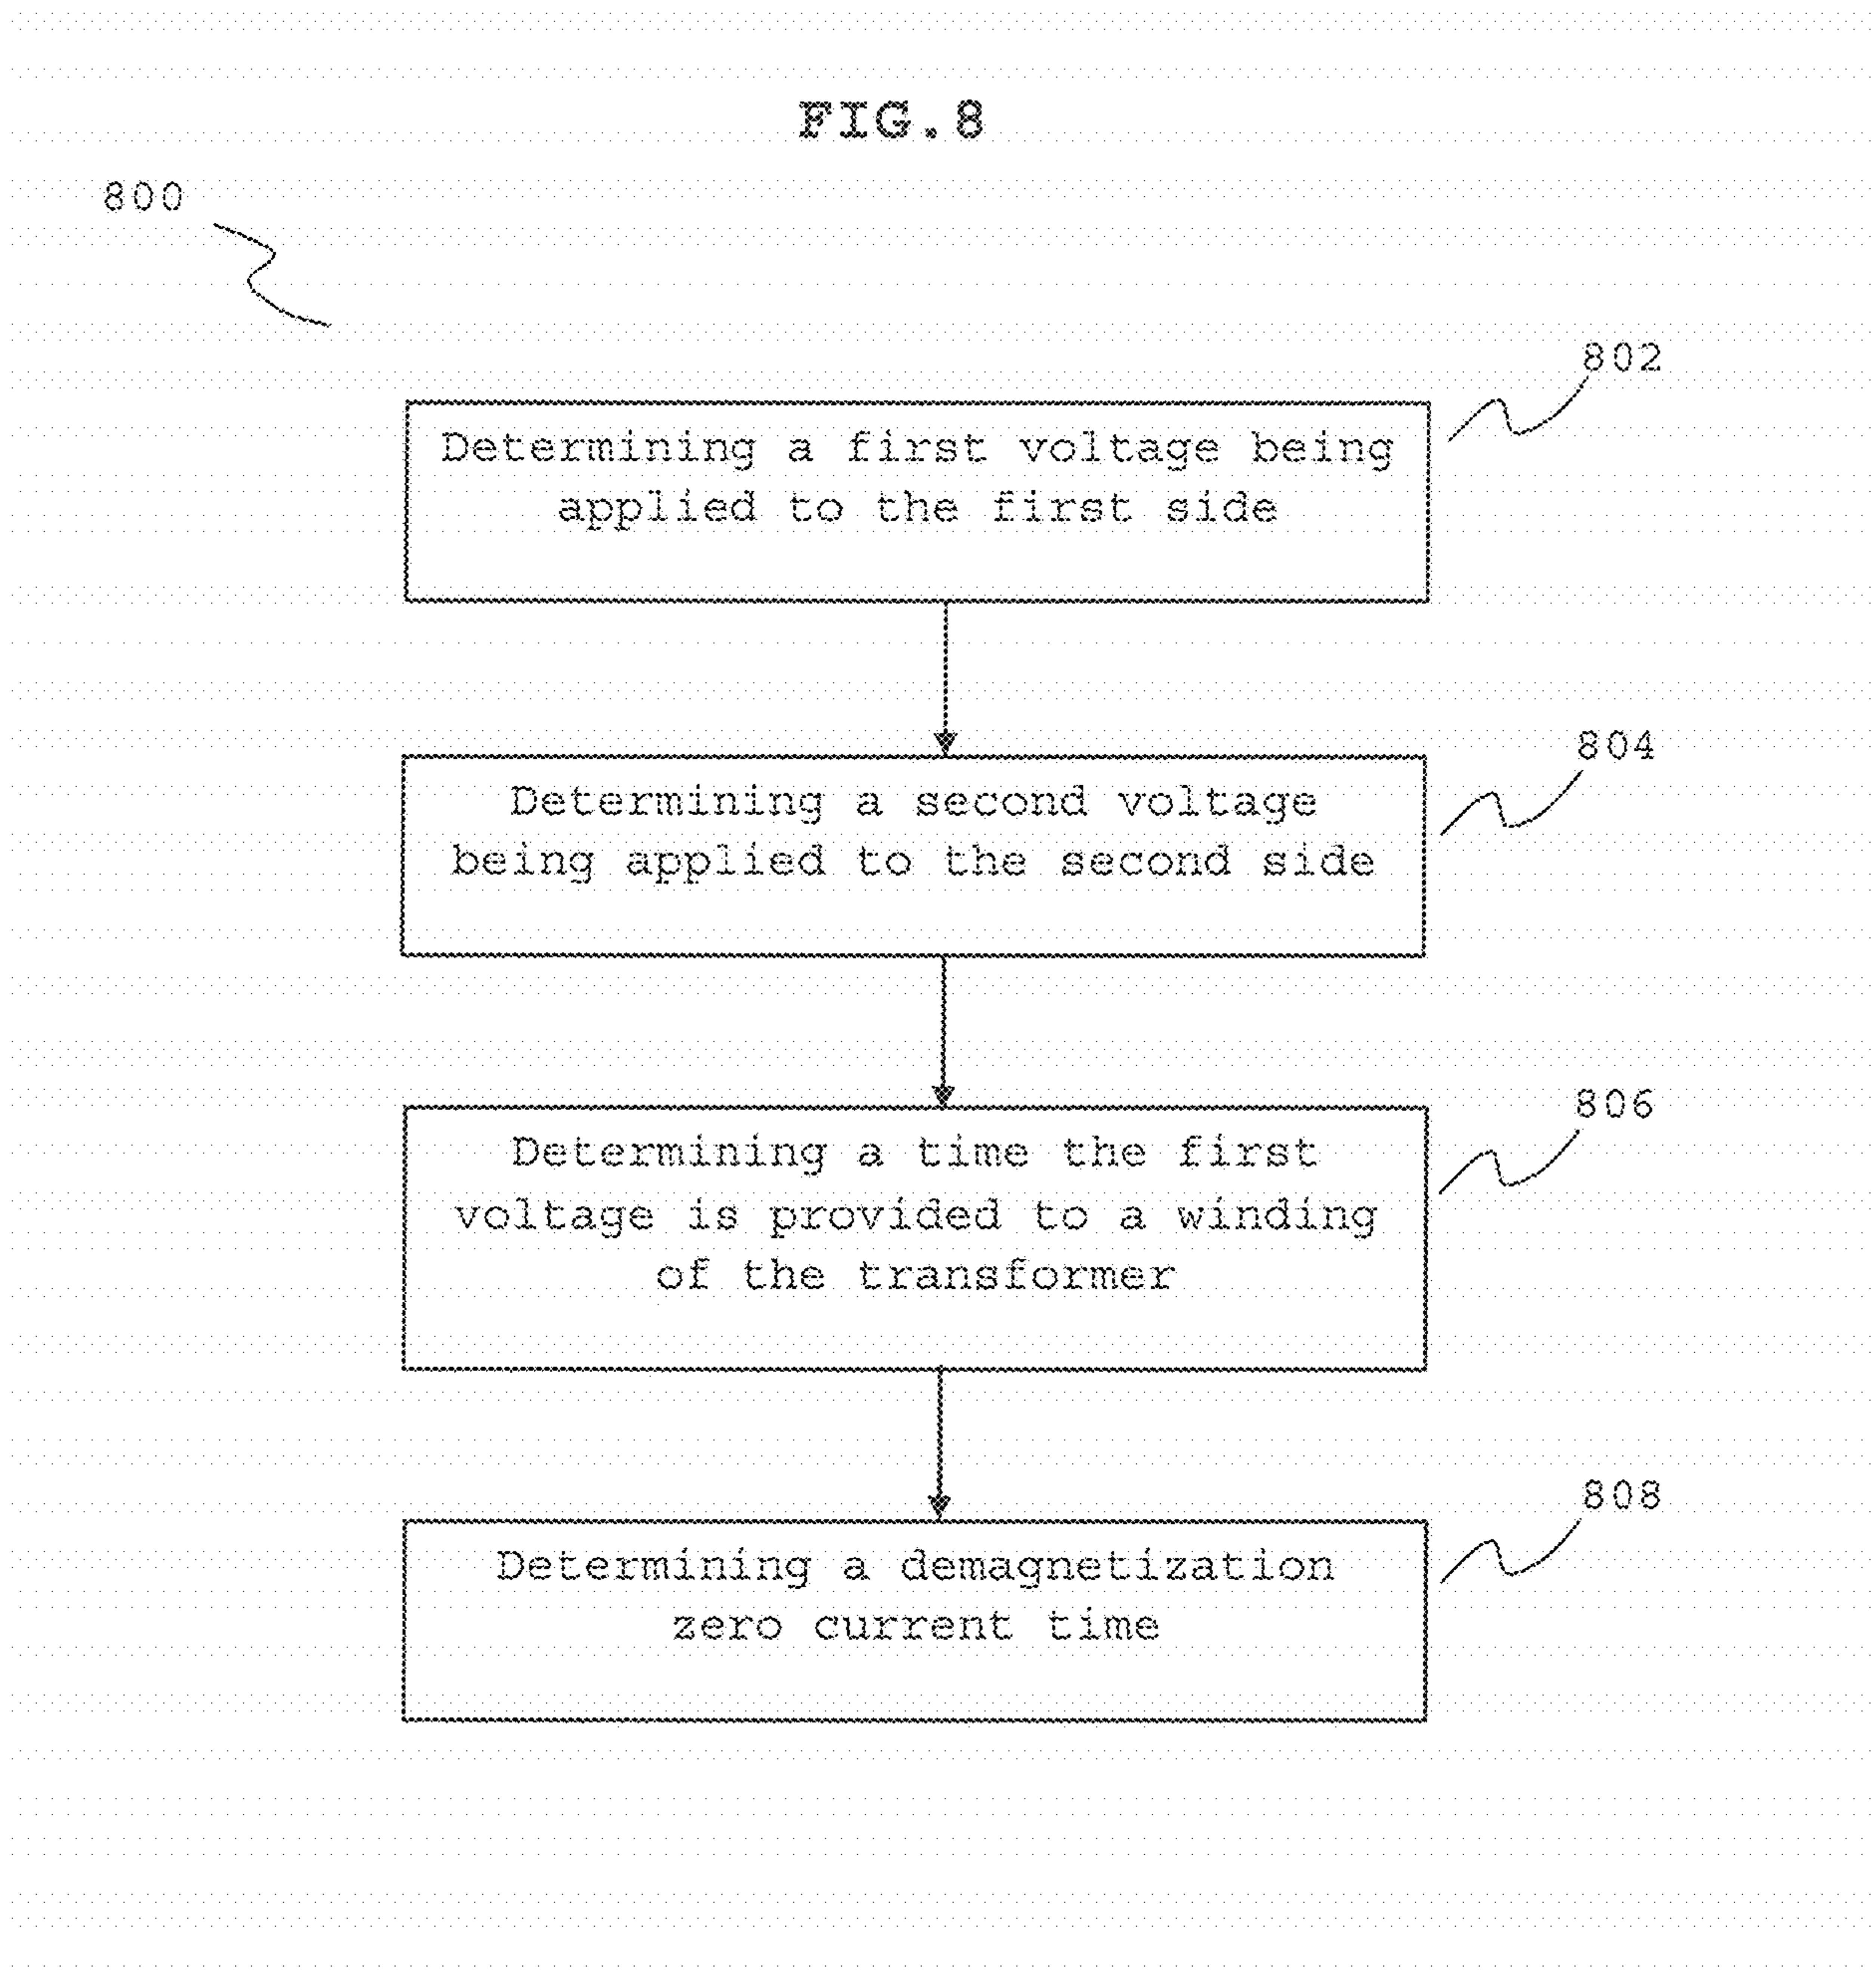 FIG.8
800
802
Determining a first voltage being
applied to the first side
804
Determining a second voltage
being applied to the second side
806
Determining a time the first
voltage is provided to a winding
of the transformer
808
Determining a demagnetization
zero current time